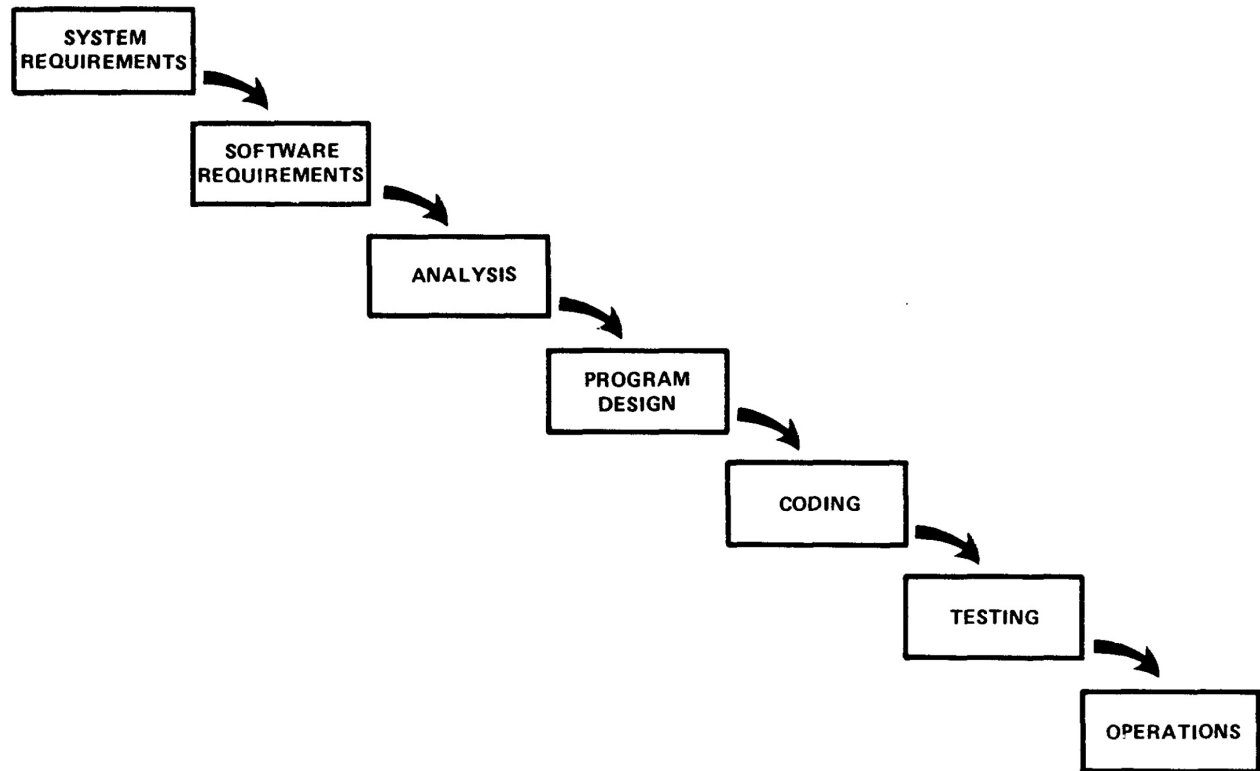 SYSTEM
REQUIREMENTS
SOFTWARE
REQUIREMENTS
ANALYSIS
PROGRAM
DESIGN
CODING
TESTING
OPERATIONS